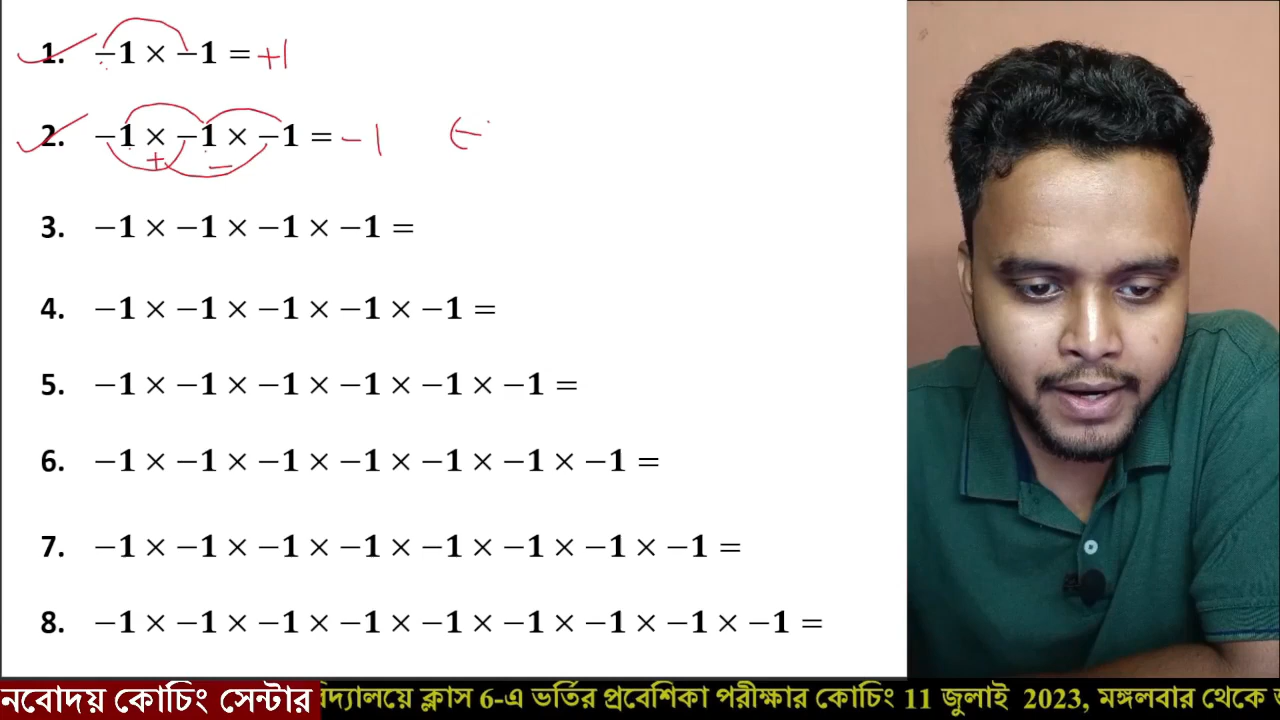 1. −1 × −1 = +1
2. −1 × −1 × −1 = −1 (−
+ −
3. −1 × −1 × −1 × −1 =
4. −1 × −1 × −1 × −1 × −1 =
5. −1 × −1 × −1 × −1 × −1 × −1 =
6. −1 × −1 × −1 × −1 × −1 × −1 × −1 =
7. −1 × −1 × −1 × −1 × −1 × −1 × −1 × −1 =
8. −1 × −1 × −1 × −1 × −1 × −1 × −1 × −1 × −1 =
নবোদয় কোচিং সেন্টার
ক্লাস 6-এ ভর্তির প্রবেশিকা পরীক্ষার কোচিং 11 জুলাই 2023, মঙ্গলবার থেকে